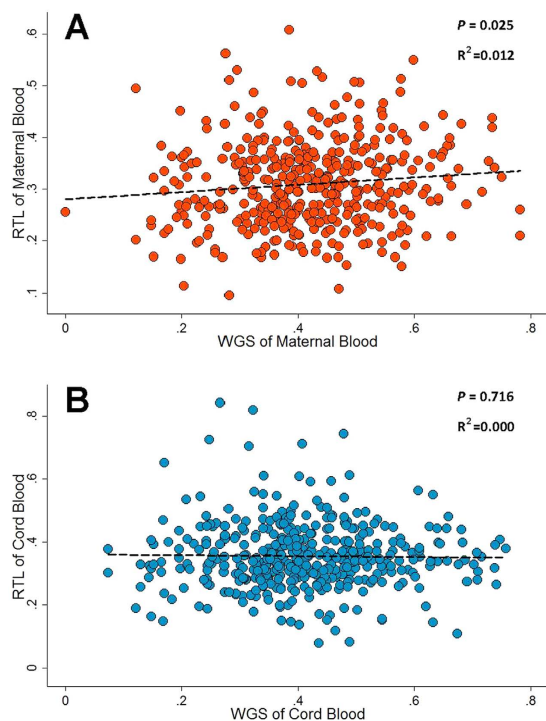 A
P = 0.025
R²=0.012
.6
.5
.4
.3
.2
.1
RTL of Maternal Blood
0
.2
.4
.6
.8
WGS of Maternal Blood
B
P = 0.716
R²=0.000
.8
.6
.4
.2
0
RTL of Cord Blood
0
.2
.4
.6
.8
WGS of Cord Blood